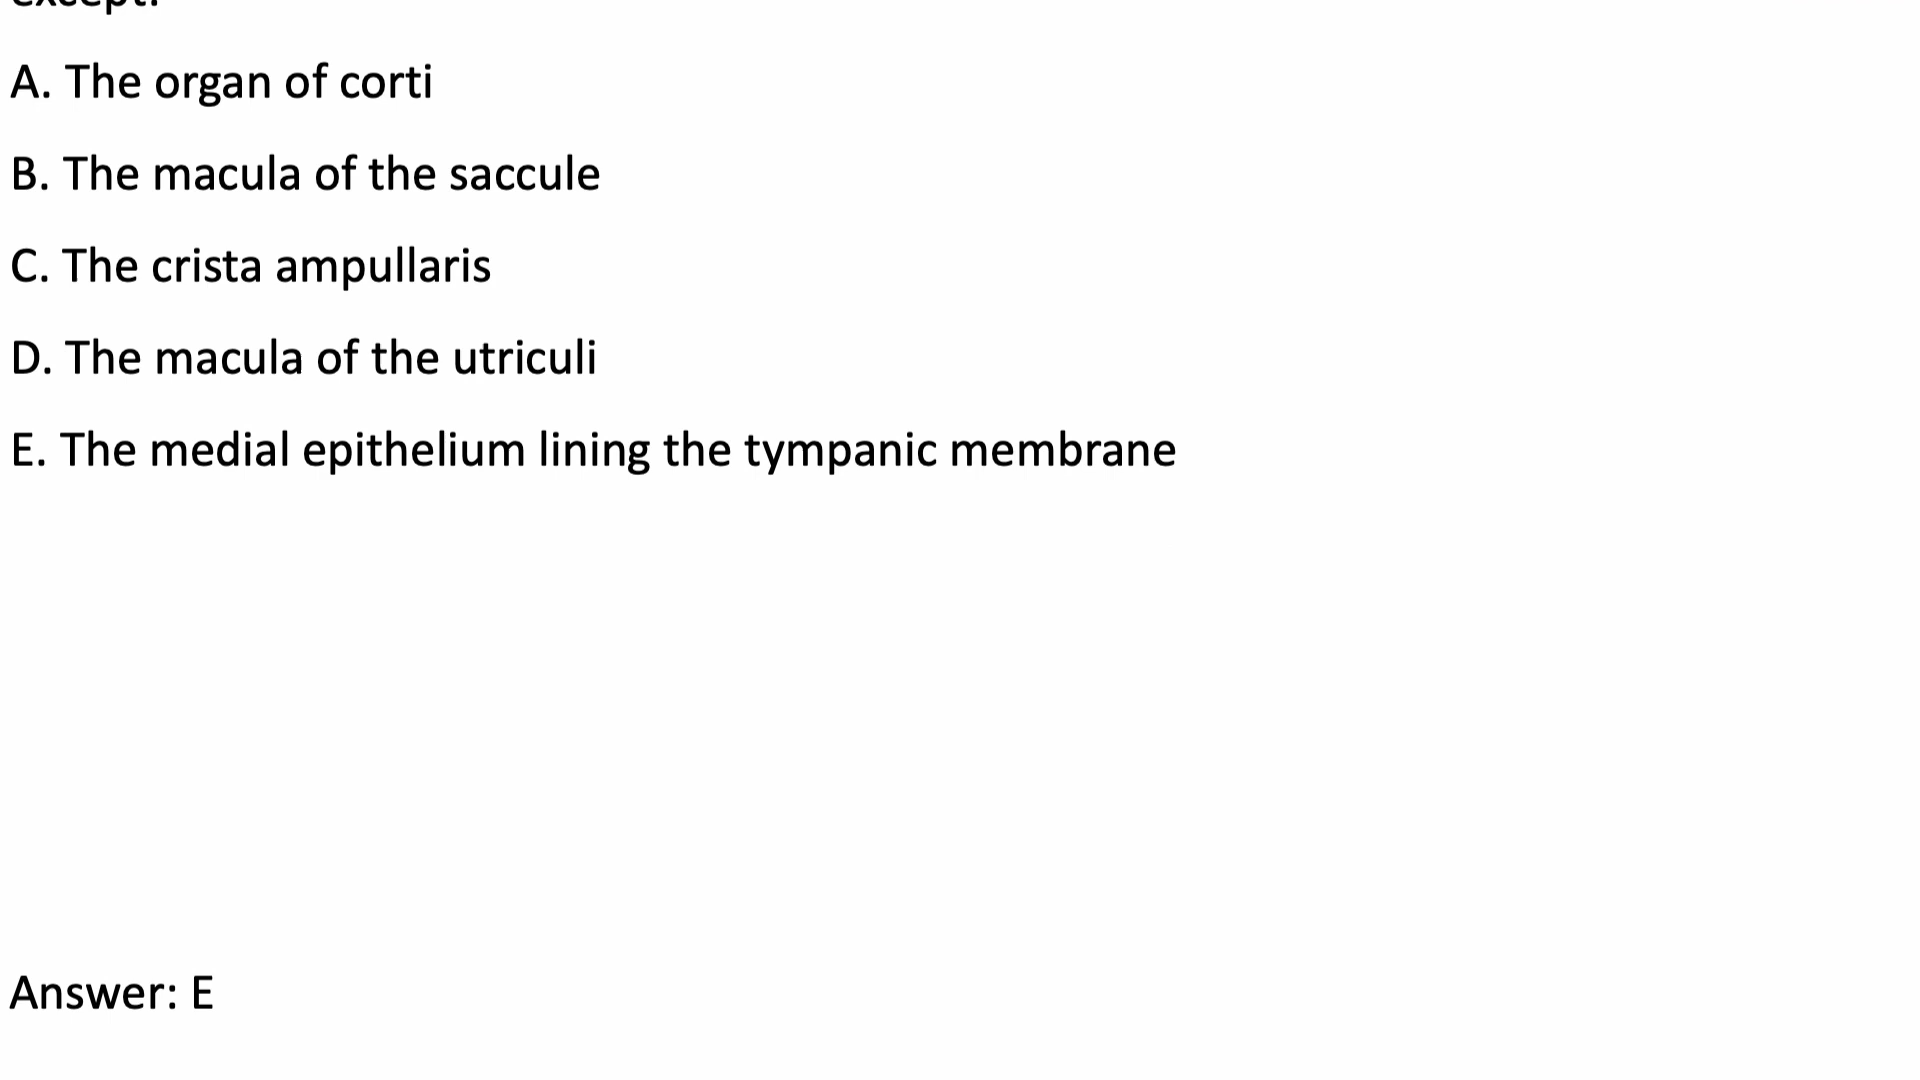 except:
A. The organ of corti
B. The macula of the saccule
C. The crista ampullaris
D. The macula of the utriculi
E. The medial epithelium lining the tympanic membrane
Answer: E